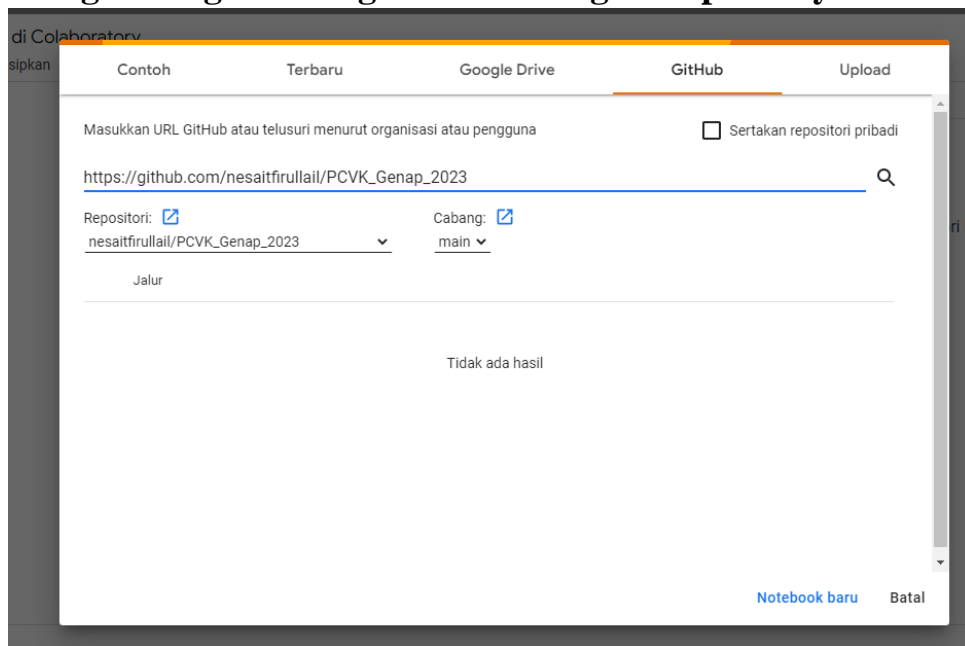 di Colaboratory
sipkan
Contoh Terbaru Google Drive GitHub Upload
Masukkan URL GitHub atau telusuri menurut organisasi atau pengguna Sertakan repositori pribadi
https://github.com/nesaitfirullail/PCVK_Genap_2023
Repositori: Cabang:
nesaitfirullail/PCVK_Genap_2023 main
ri
Jalur
Tidak ada hasil
Notebook baru Batal